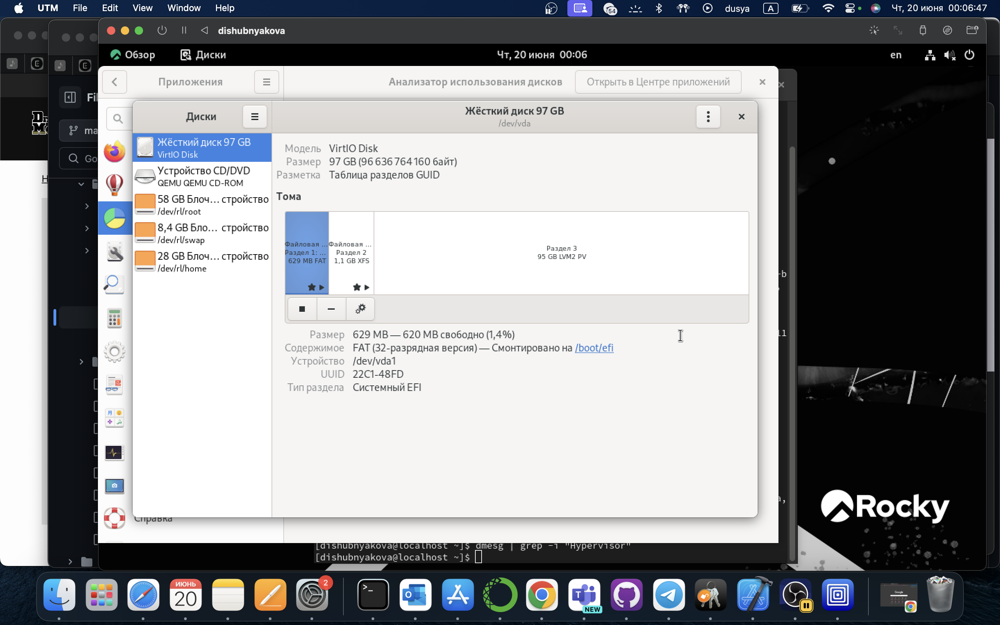 UTM File Edit View Window Help
54 dusya A Чт, 20 июня 00:06:47
dishubnyakova
Обзор Диски Чт, 20 июня 00:06 en
Приложения
Анализатор использования дисков
Открыть в Центре приложений
Fil
Диски
Жёсткий диск 97 GB
/dev/vda
ma
Go
Жёсткий диск 97 GB
VirtIO Disk
Устройство CD/DVD
QEMU QEMU CD-ROM
58 GB Блоч… стройство
/dev/rl/root
8,4 GB Бло… стройство
/dev/rl/swap
28 GB Блоч… стройство
/dev/rl/home
Модель VirtIO Disk
Размер 97 GB (96 636 764 160 байт)
Разметка Таблица разделов GUID
Тома
Файловая …
Раздел 1: …
629 MB FAT
Файловая …
Раздел 2
1,1 GB XFS
Раздел 3
95 GB LVM2 PV
Размер 629 MB — 620 MB свободно (1,4%)
Содержимое FAT (32-разрядная версия) — Смонтировано на /boot/efi
Устройство /dev/vda1
UUID 22C1-48FD
Тип раздела Системный EFI
-b
11
a,
Справка
[dishubnyakova@localhost ~]$ dmesg | grep -i "Hypervisor"
[dishubnyakova@localhost ~]$
Rocky
ИЮНЬ
20
2
NEW
Google